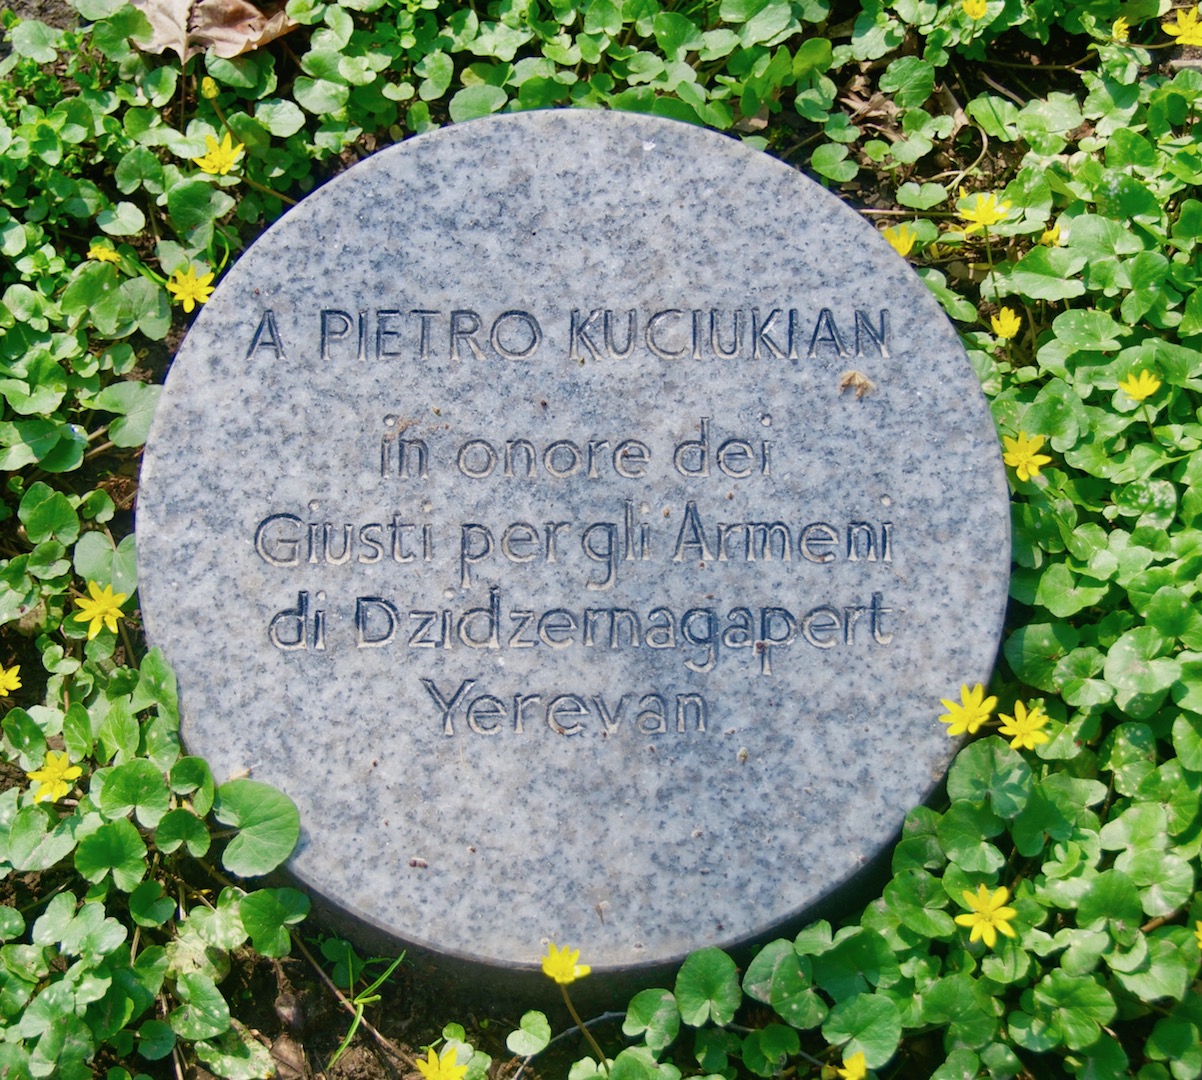 A PIETRO KUCIUKIAN
in onore dei
Giusti per gli Armeni
di Dzidzernagapert
Yerevan